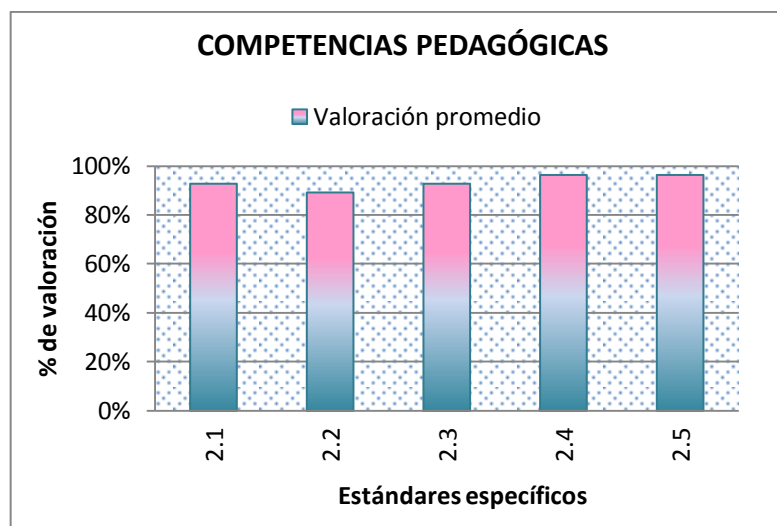 COMPETENCIAS PEDAGÓGICAS
Valoración promedio
100%
80%
60%
40%
20%
0%
% de valoración
2.1
2.2
2.3
2.4
2.5
Estándares específicos